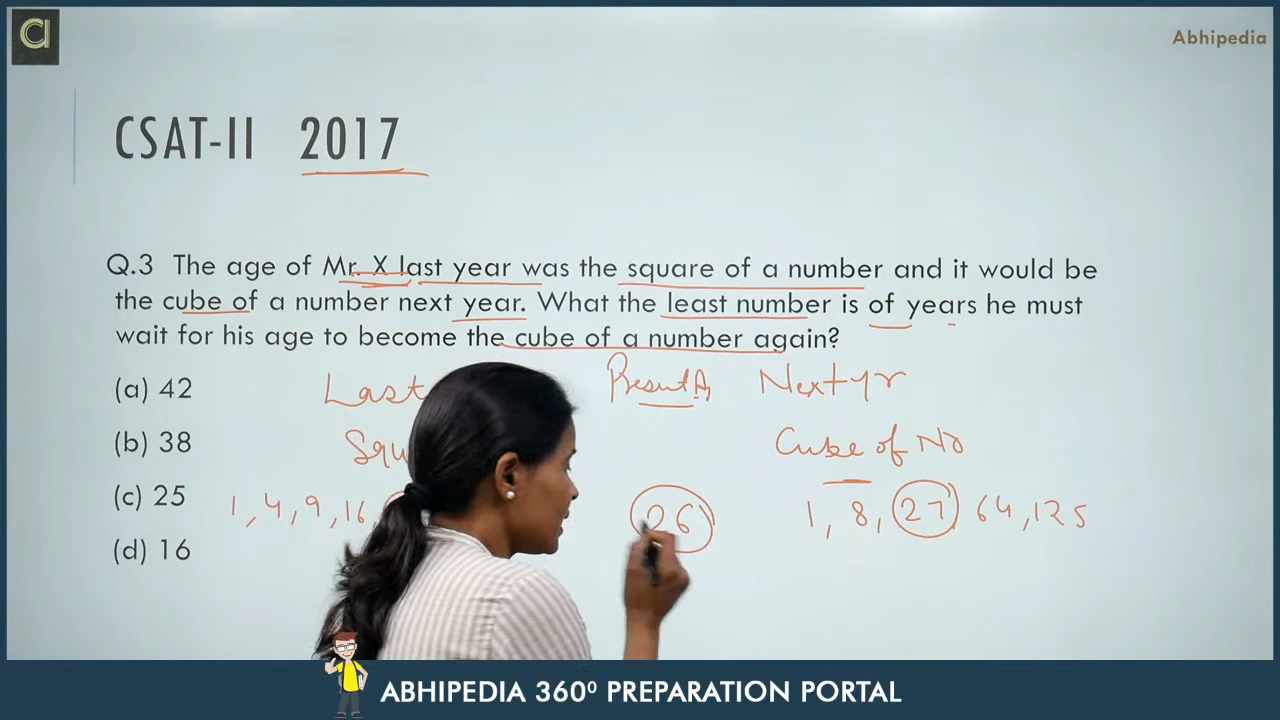 a
Abhipedia
CSAT-II 2017
Q.3 The age of Mr. X last year was the square of a number and it would be
the cube of a number next year. What the least number is of years he must
wait for his age to become the cube of a number again?
(a) 42
Last
Present A
Next yr
(b) 38
Squ
Cube of No
(c) 25
1, 4, 9, 16
26
1, 8, 27, 64, 125
(d) 16
ABHIPEDIA 360⁰ PREPARATION PORTAL